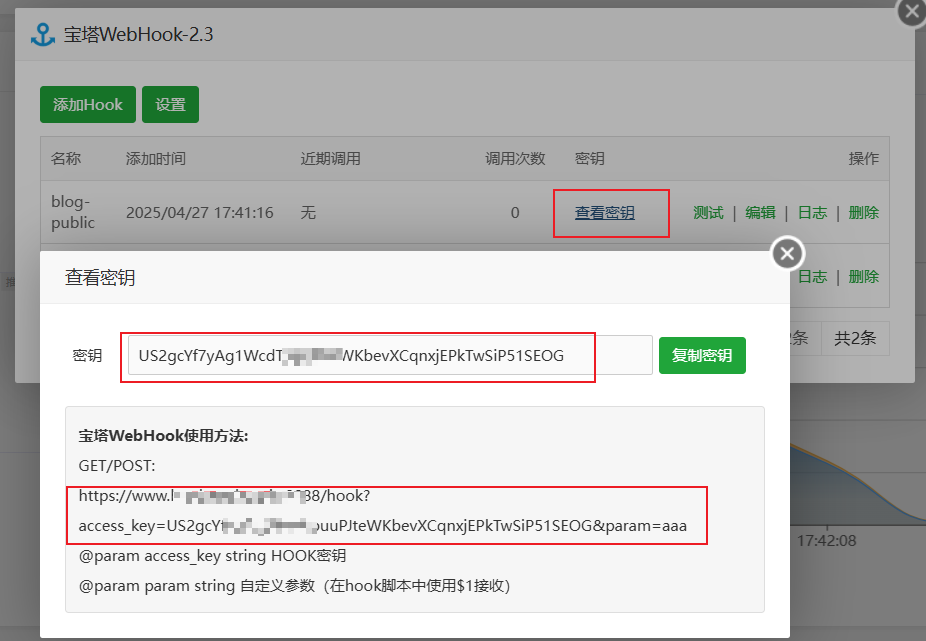 宝塔WebHook-2.3
添加Hook 设置
名称 添加时间 近期调用 调用次数 密钥 操作
blog-public 2025/04/27 17:41:16 无 0 查看密钥 测试 | 编辑 | 日志 | 删除
日志 | 删除
共2条
查看密钥
密钥 US2gcYf7yAg1WcdT WKbevXCqnxjEPkTwSiP51SEOG 复制密钥
宝塔WebHook使用方法:
GET/POST:
https://www. 88/hook?
access_key=US2gcY puuPJteWKbevXCqnxjEPkTwSiP51SEOG&param=aaa
@param access_key string HOOK密钥
@param param string 自定义参数（在hook脚本中使用$1接收）
17:42:08